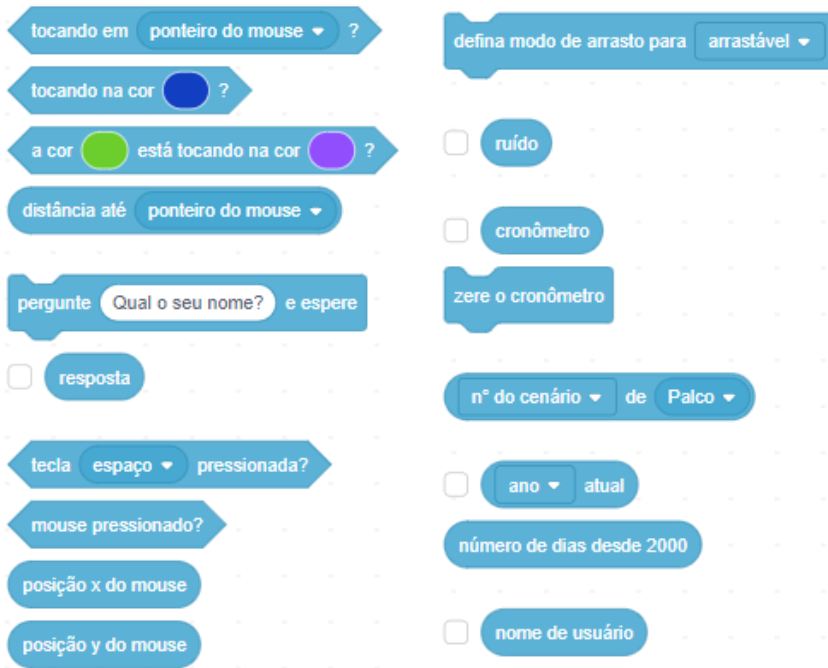 tocando em ponteiro do mouse ?
tocando na cor ?
a cor está tocando na cor ?
distância até ponteiro do mouse
pergunte Qual o seu nome? e espere
resposta
tecla espaço pressionada?
mouse pressionado?
posição x do mouse
posição y do mouse
defina modo de arrasto para arrastável
ruído
cronômetro
zere o cronômetro
nº do cenário de Palco
ano atual
número de dias desde 2000
nome de usuário